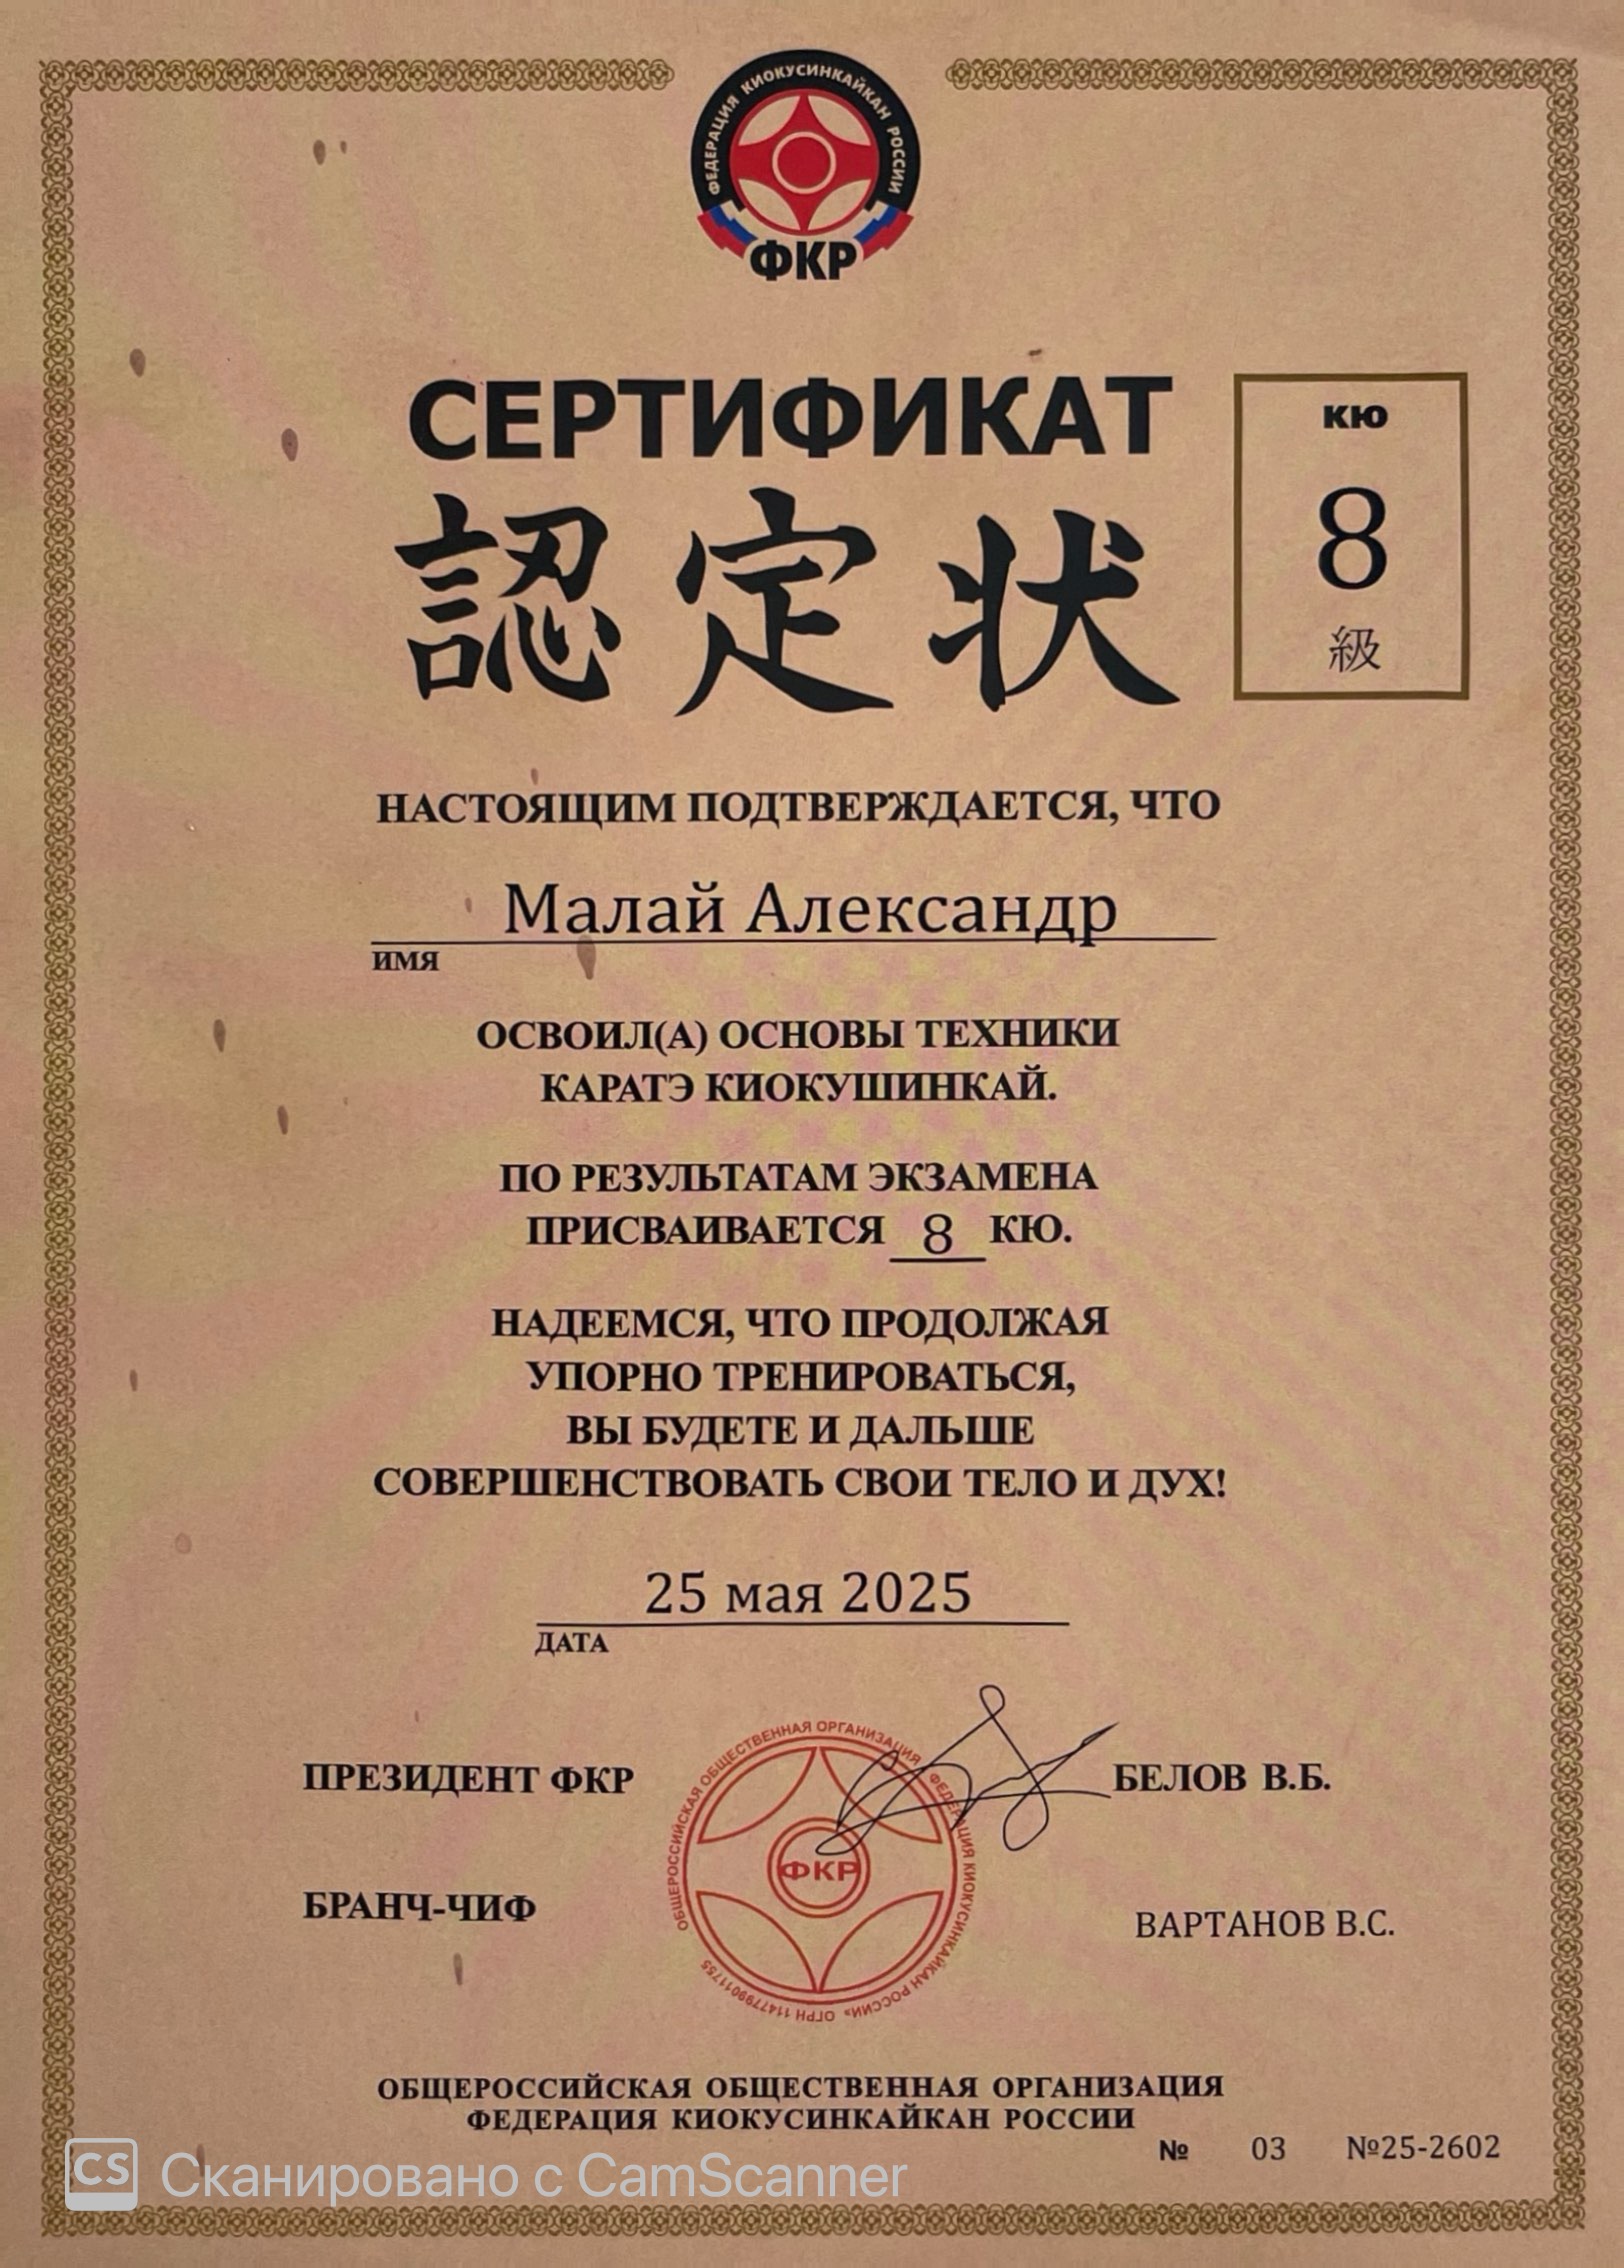 ФЕДЕРАЦИЯ КИОКУСИНКАЙКАН РОССИИ
ФКР
СЕРТИФИКАТ
認定状
кю
8
級
НАСТОЯЩИМ ПОДТВЕРЖДАЕТСЯ, ЧТО
Малай Александр
ИМЯ
ОСВОИЛ(А) ОСНОВЫ ТЕХНИКИ
КАРАТЭ КИОКУШИНКАЙ.
ПО РЕЗУЛЬТАТАМ ЭКЗАМЕНА
ПРИСВАИВАЕТСЯ 8 КЮ.
НАДЕЕМСЯ, ЧТО ПРОДОЛЖАЯ
УПОРНО ТРЕНИРОВАТЬСЯ,
ВЫ БУДЕТЕ И ДАЛЬШЕ
СОВЕРШЕНСТВОВАТЬ СВОИ ТЕЛО И ДУХ!
25 мая 2025
ДАТА
ПРЕЗИДЕНТ ФКР БЕЛОВ В.Б.
ОБЩЕРОССИЙСКАЯ ОБЩЕСТВЕННАЯ ОРГАНИЗАЦИЯ «ФЕДЕРАЦИЯ КИОКУСИНКАЙКАН РОССИИ» ОГРН 1147799011755
ФКР
БРАНЧ-ЧИФ ВАРТАНОВ В.С.
ОБЩЕРОССИЙСКАЯ ОБЩЕСТВЕННАЯ ОРГАНИЗАЦИЯ
ФЕДЕРАЦИЯ КИОКУСИНКАЙКАН РОССИИ
№ 03 №25-2602
CS Сканировано с CamScanner